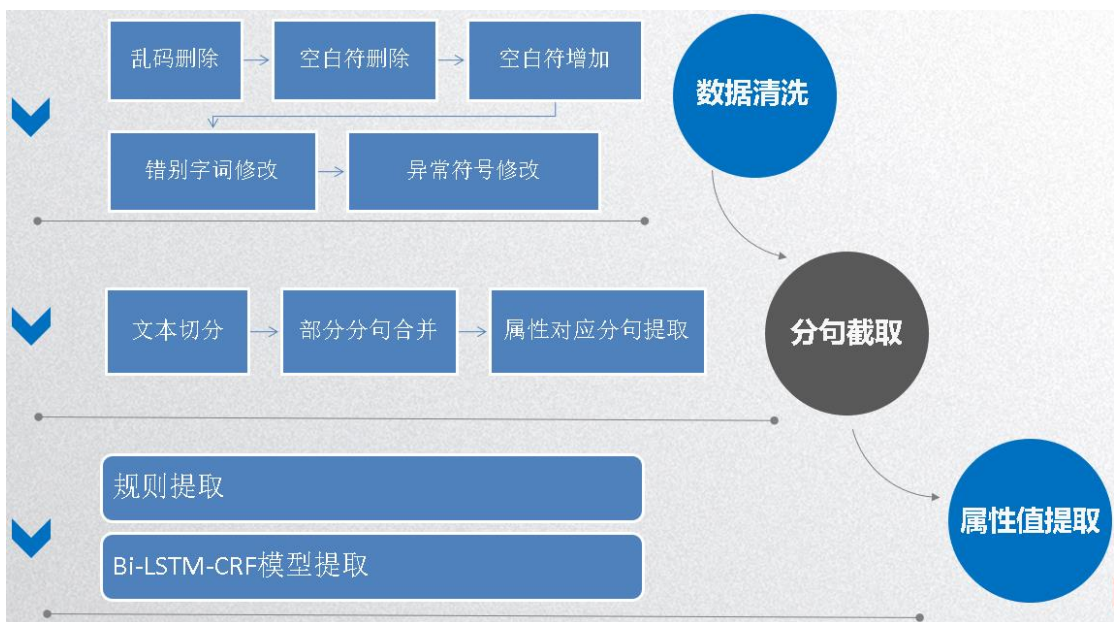 乱码删除
空白符删除
空白符增加
数据清洗
错别字词修改
异常符号修改
文本切分
部分分句合并
属性对应分句提取
分句截取
规则提取
Bi-LSTM-CRF模型提取
属性值提取